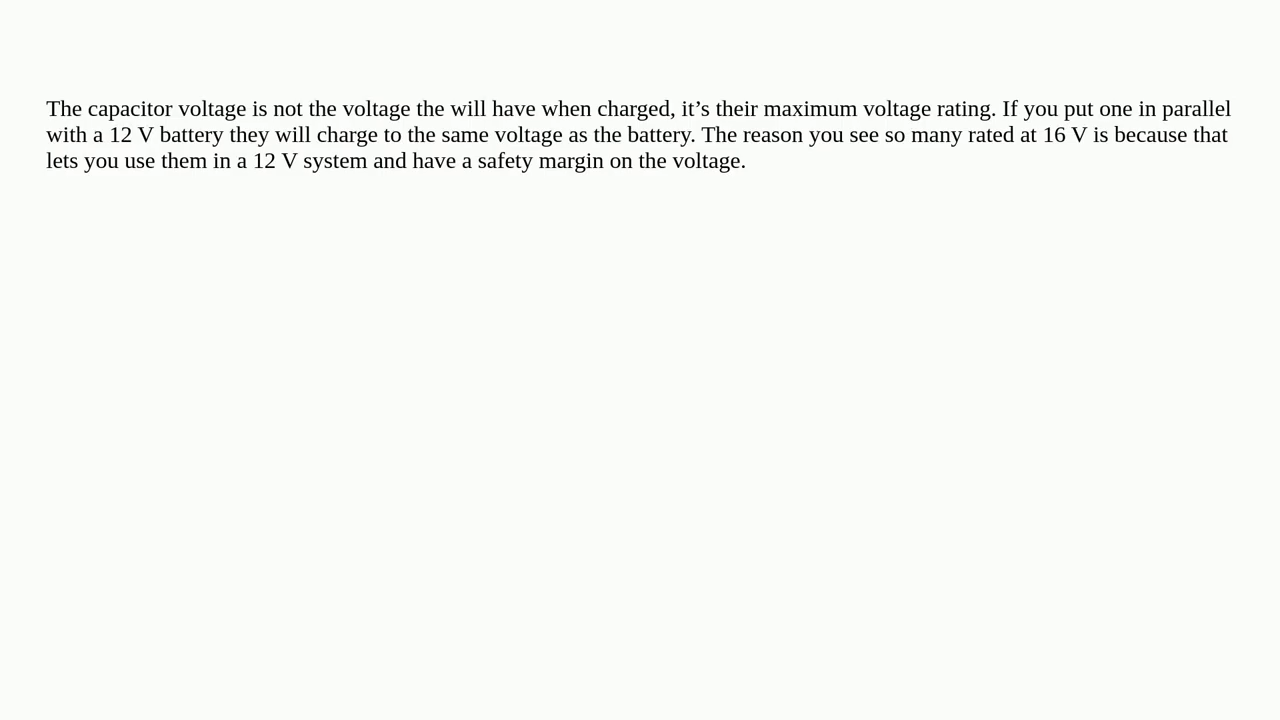 The capacitor voltage is not the voltage the will have when charged, it’s their maximum voltage rating. If you put one in parallel
with a 12 V battery they will charge to the same voltage as the battery. The reason you see so many rated at 16 V is because that
lets you use them in a 12 V system and have a safety margin on the voltage.